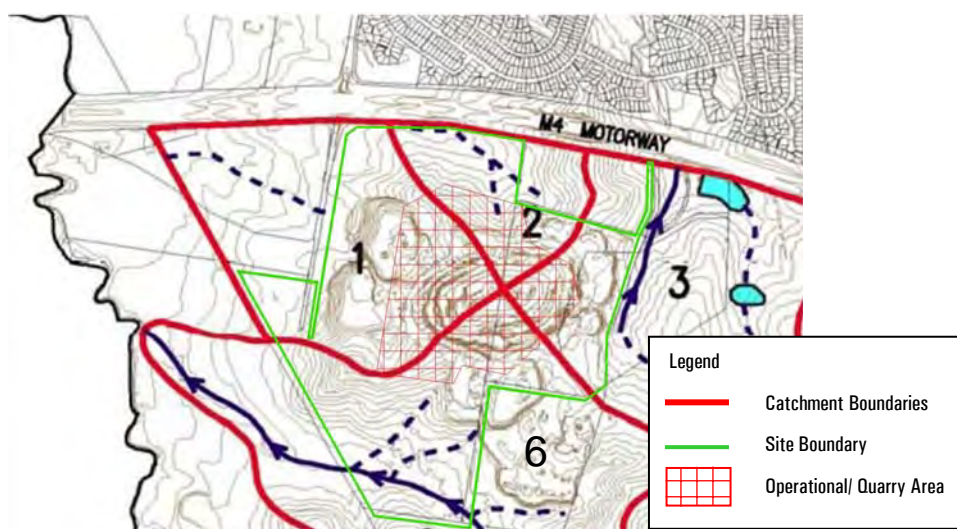 M4 MOTORWAY
1
2
3
6
Legend
Catchment Boundaries
Site Boundary
Operational/ Quarry Area